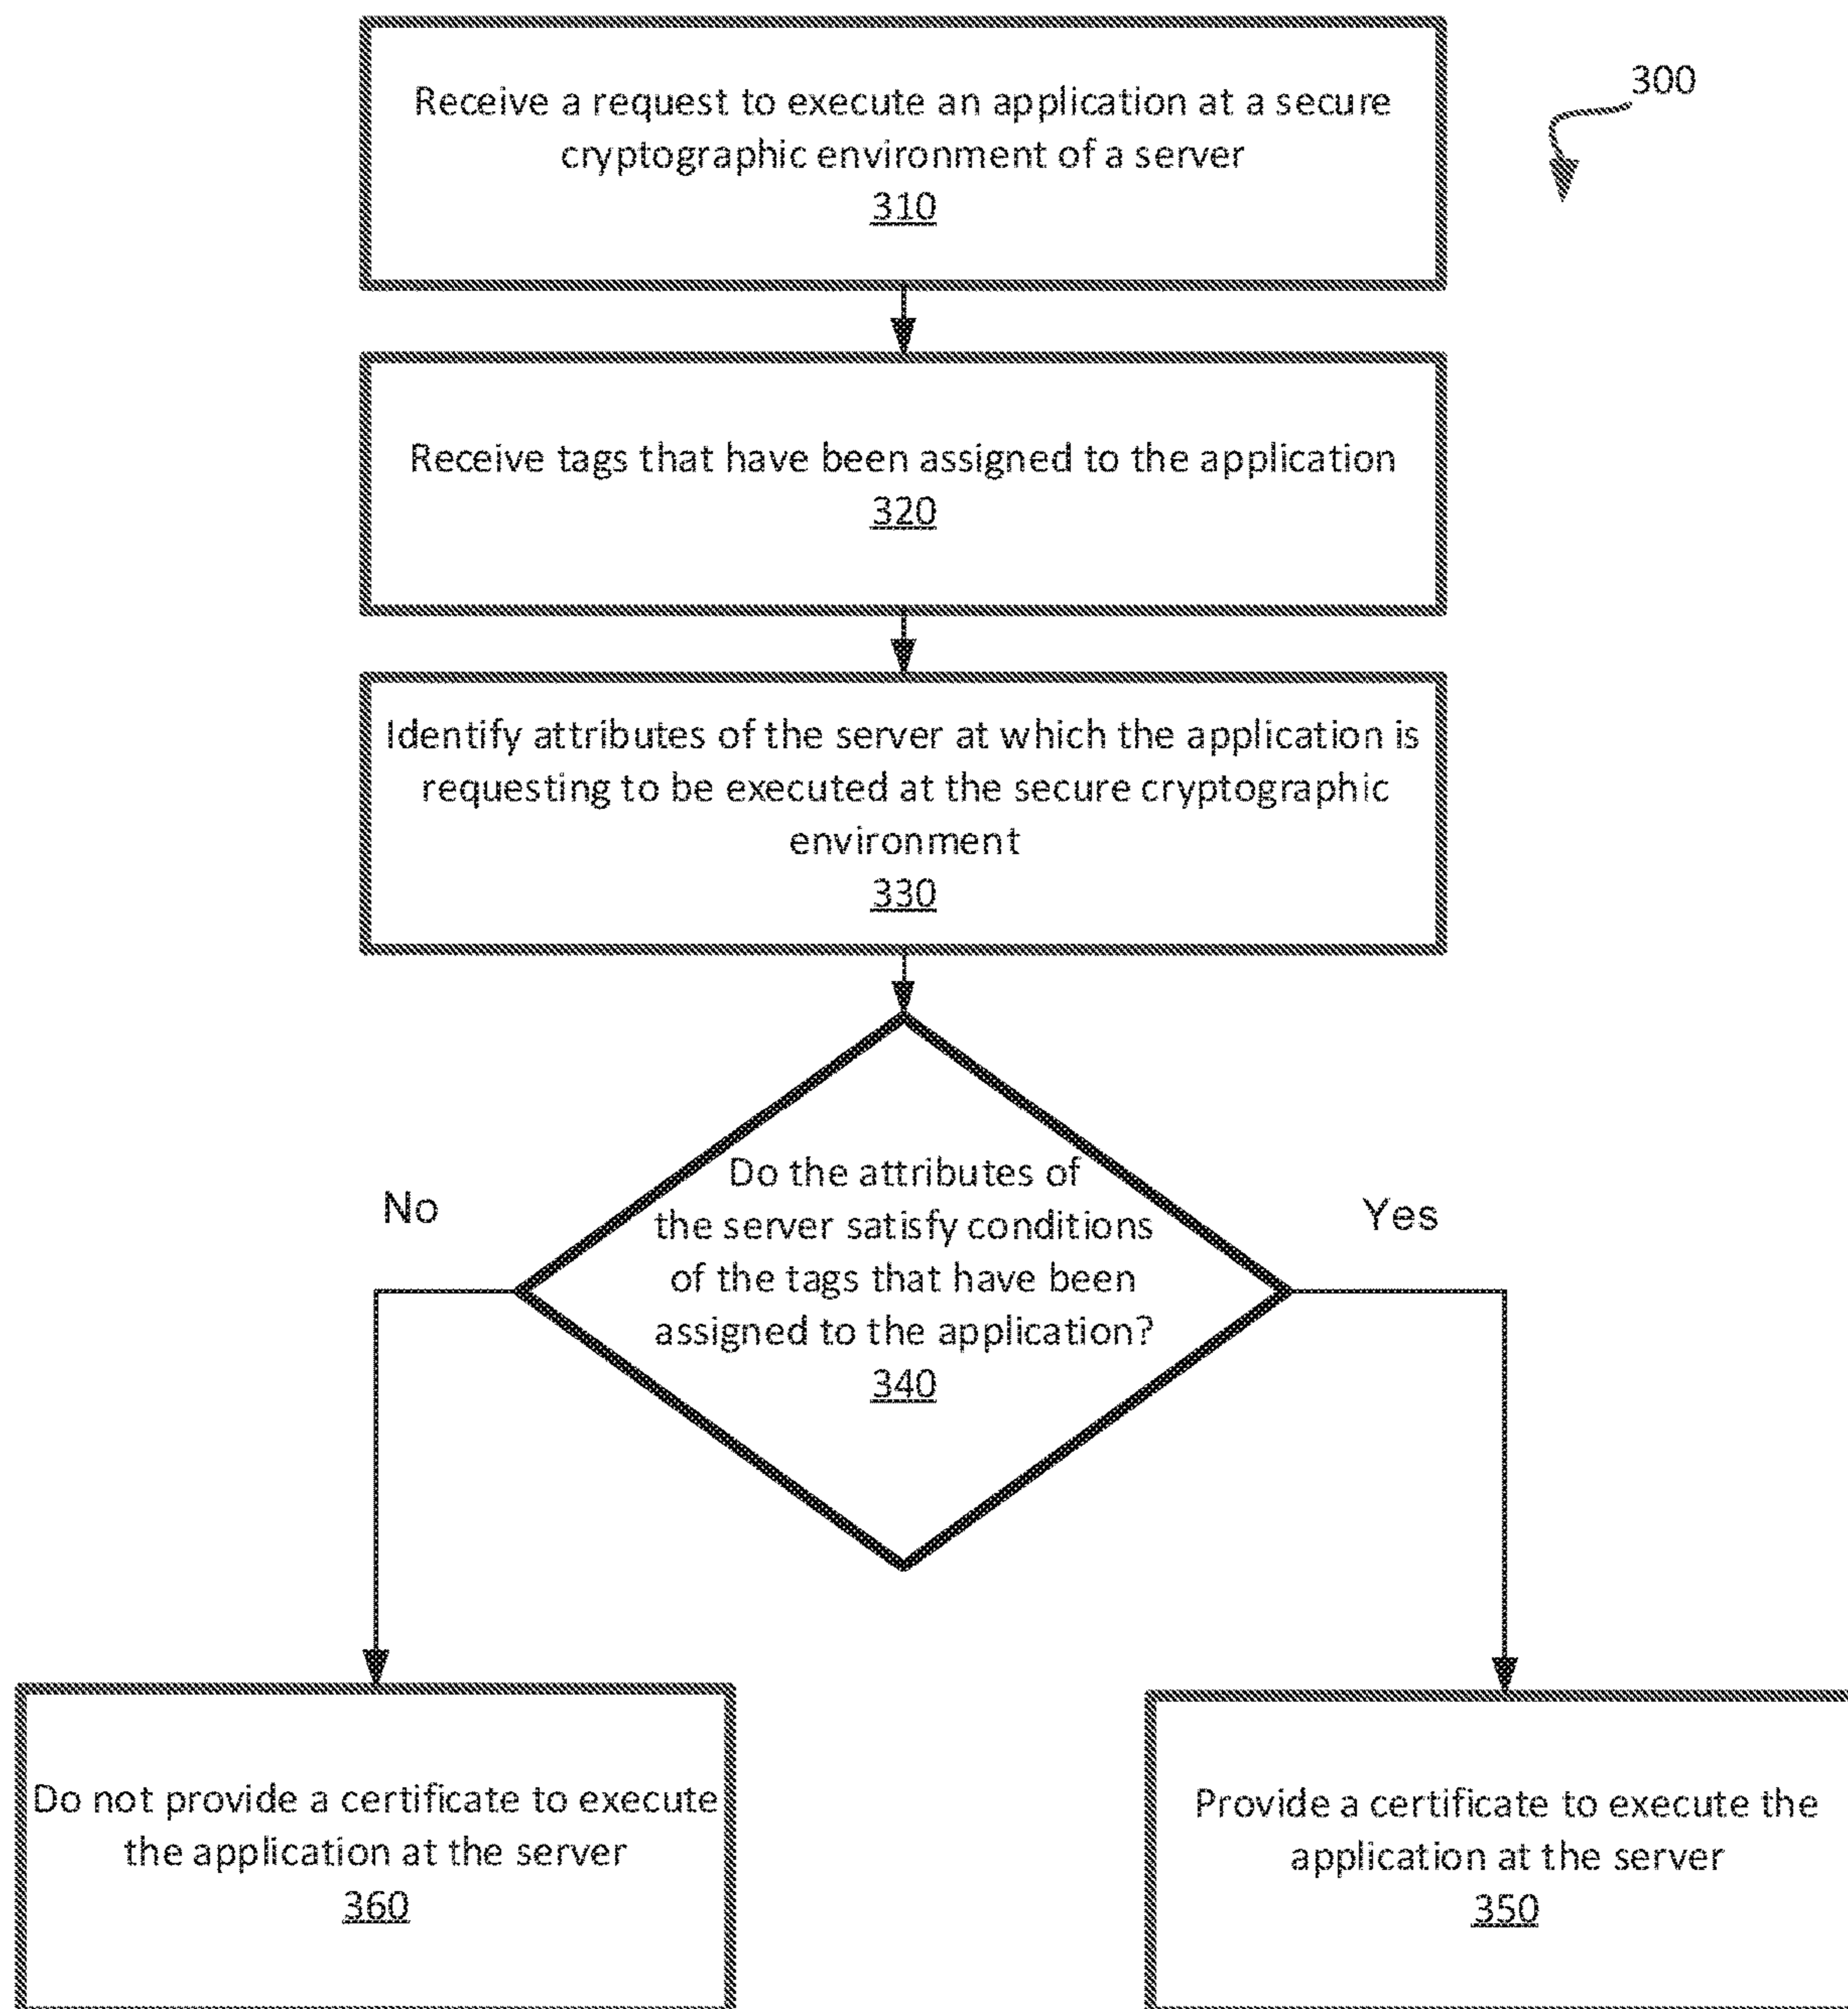 Receive a request to execute an application at a secure
cryptographic environment of a server
310
300
Receive tags that have been assigned to the application
320
Identify attributes of the server at which the application is
requesting to be executed at the secure cryptographic
environment
330
Do the attributes of
the server satisfy conditions
of the tags that have been
assigned to the application?
340
No
Yes
Do not provide a certificate to execute
the application at the server
360
Provide a certificate to execute the
application at the server
350